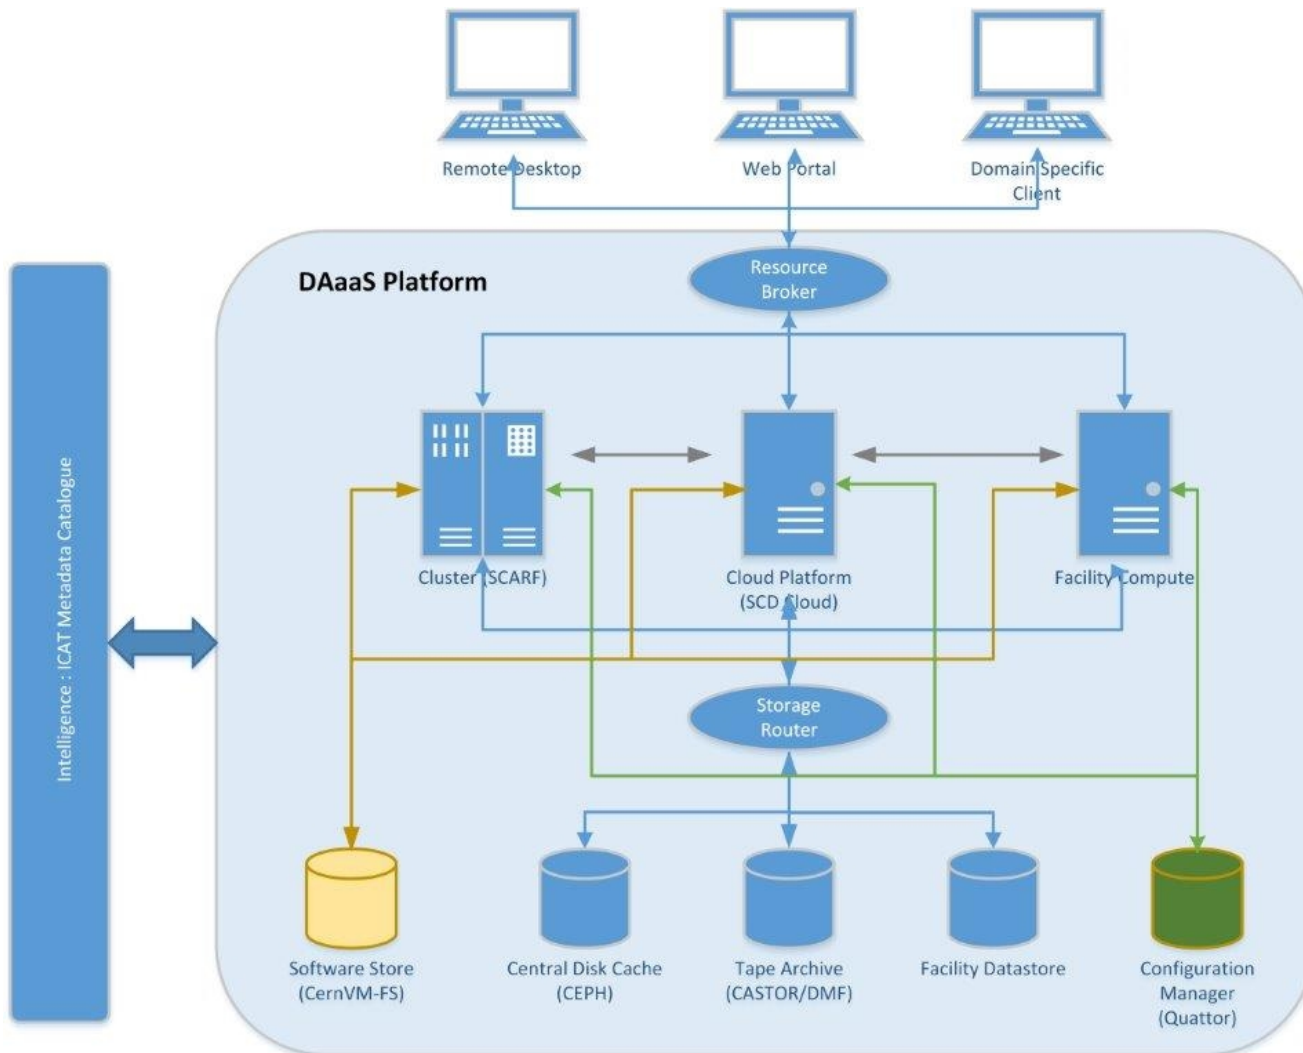 Remote Desktop
Web Portal
Domain Specific
Client
DAaaS Platform
Resource
Broker
Intelligence : ICAT Metadata Catalogue
Cluster (SCARF)
Cloud Platform
(SCD Cloud)
Facility Compute
Storage
Router
Software Store
(CernVM-FS)
Central Disk Cache
(CEPH)
Tape Archive
(CASTOR/DMF)
Facility Datastore
Configuration
Manager
(Quattor)